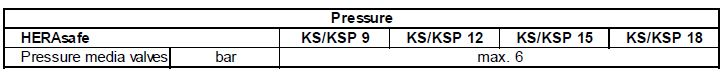 Pressure
HERAsafe KS/KSP 9 KS/KSP 12 KS/KSP 15 KS/KSP 18
Pressure media valves bar max. 6